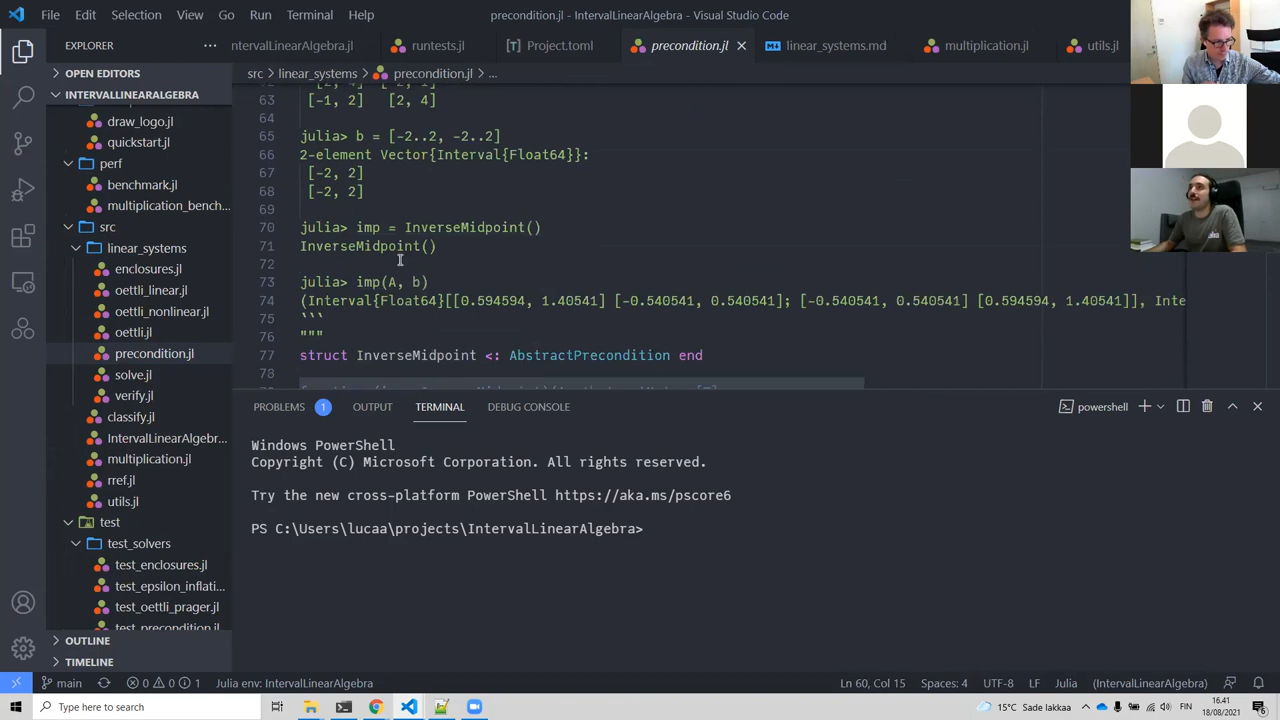 File Edit Selection View Go Run Terminal Help
precondition.jl - IntervalLinearAlgebra - Visual Studio Code
EXPLORER
OPEN EDITORS
INTERVALLINEARALGEBRA
draw_logo.jl
quickstart.jl
perf
benchmark.jl
multiplication_bench...
src
linear_systems
enclosures.jl
oettli_linear.jl
oettli_nonlinear.jl
oettli.jl
precondition.jl
solve.jl
verify.jl
classify.jl
IntervalLinearAlgebr...
multiplication.jl
rref.jl
utils.jl
test
test_solvers
test_enclosures.jl
test_epsilon_inflati...
test_oettli_prager.jl
test_precondition.jl
OUTLINE
TIMELINE
ntervalLinearAlgebra.jl runtests.jl Project.toml precondition.jl linear_systems.md multiplication.jl utils.jl
src > linear_systems > precondition.jl > ...
63 [-1, 2] [2, 4]
64
65 julia> b = [-2..2, -2..2]
66 2-element Vector{Interval{Float64}}:
67 [-2, 2]
68 [-2, 2]
69
70 julia> imp = InverseMidpoint()
71 InverseMidpoint()
72
73 julia> imp(A, b)
74 (Interval{Float64}[[0.594594, 1.40541] [-0.540541, 0.540541]; [-0.540541, 0.540541] [0.594594, 1.40541]], Inte
75 ```
76 """
77 struct InverseMidpoint <: AbstractPrecondition end
78
PROBLEMS 1 OUTPUT TERMINAL DEBUG CONSOLE
powershell
Windows PowerShell
Copyright (C) Microsoft Corporation. All rights reserved.
Try the new cross-platform PowerShell https://aka.ms/pscore6
PS C:\Users\lucaa\projects\IntervalLinearAlgebra>
main 0 0 1 Julia env: IntervalLinearAlgebra
Ln 60, Col 15 Spaces: 4 UTF-8 LF Julia (IntervalLinearAlgebra)
Type here to search
15°C Sade lakkaa
FIN
16.41
18/08/2021
6